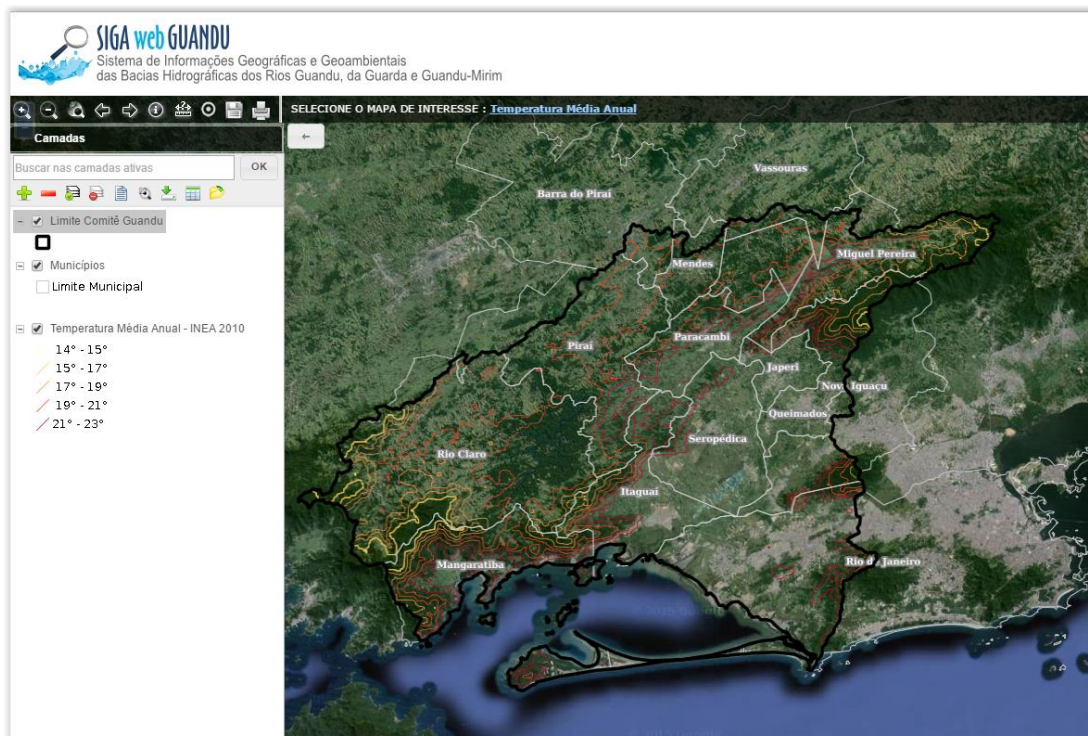 SIGA web GUANDU
Sistema de Informações Geográficas e Geoambientais
das Bacias Hidrográficas dos Rios Guandu, da Guarda e Guandu-Mirim
SELECIONE O MAPA DE INTERESSE : Temperatura Média Anual
Camadas
Buscar nas camadas ativas
OK
Limite Comitê Guandu
Municípios
Limite Municipal
Temperatura Média Anual - INEA 2010
14° - 15°
15° - 17°
17° - 19°
19° - 21°
21° - 23°
Vassouras
Barra do Piraí
Miguel Pereira
Mendes
Paracambi
Piraí
Japeri
Nova Iguaçu
Queimados
Seropédica
Rio Claro
Itaguaí
Mangaratiba
Rio de Janeiro